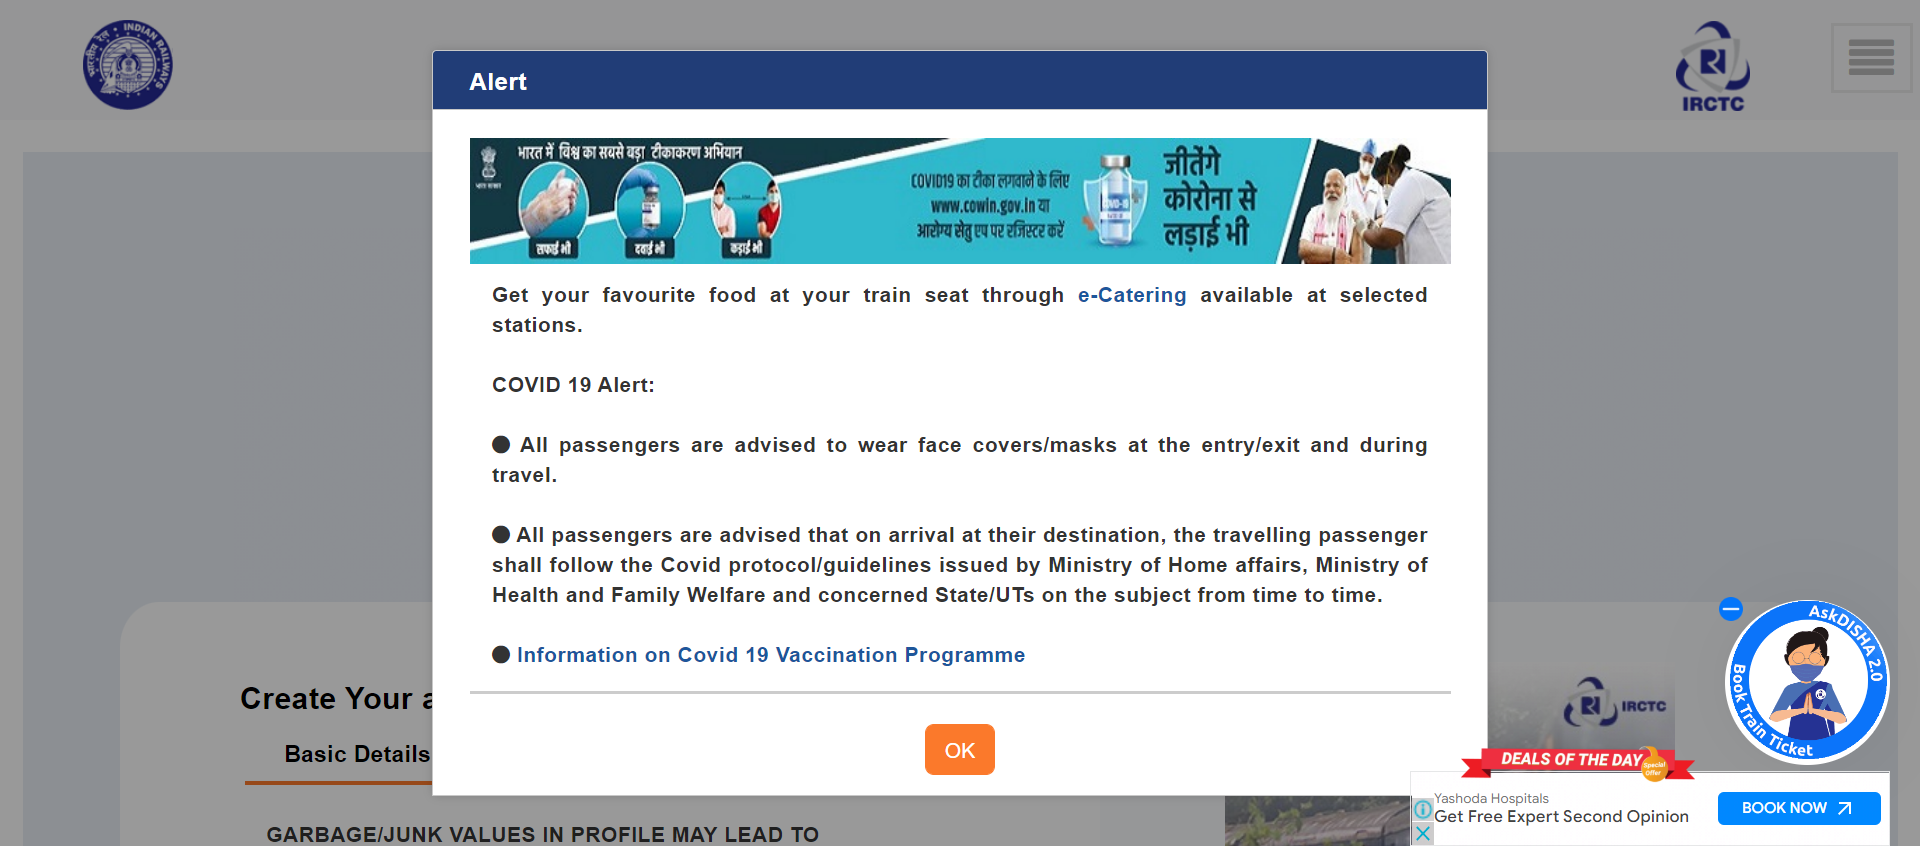 भारतीय रेल • INDIAN RAILWAYS
IRCTC
Alert
भारत में विश्व का सबसे बड़ा टीकाकरण अभियान
भारत सरकार
सफाई भी
दवाई भी
कड़ाई भी
COVID19 का टीका लगवाने के लिए
www.cowin.gov.in या
आरोग्य सेतु एप पर रजिस्टर करें
जीतेंगे
कोरोना से
लड़ाई भी
Get your favourite food at your train seat through e-Catering available at selected
stations.
COVID 19 Alert:
● All passengers are advised to wear face covers/masks at the entry/exit and during
travel.
● All passengers are advised that on arrival at their destination, the travelling passenger
shall follow the Covid protocol/guidelines issued by Ministry of Home affairs, Ministry of
Health and Family Welfare and concerned State/UTs on the subject from time to time.
● Information on Covid 19 Vaccination Programme
OK
Create Your a
Basic Details
GARBAGE/JUNK VALUES IN PROFILE MAY LEAD TO
IRCTC
AskDISHA 2.0
Book Train Ticket
DEALS OF THE DAY
Special
Offer
Yashoda Hospitals
Get Free Expert Second Opinion
BOOK NOW